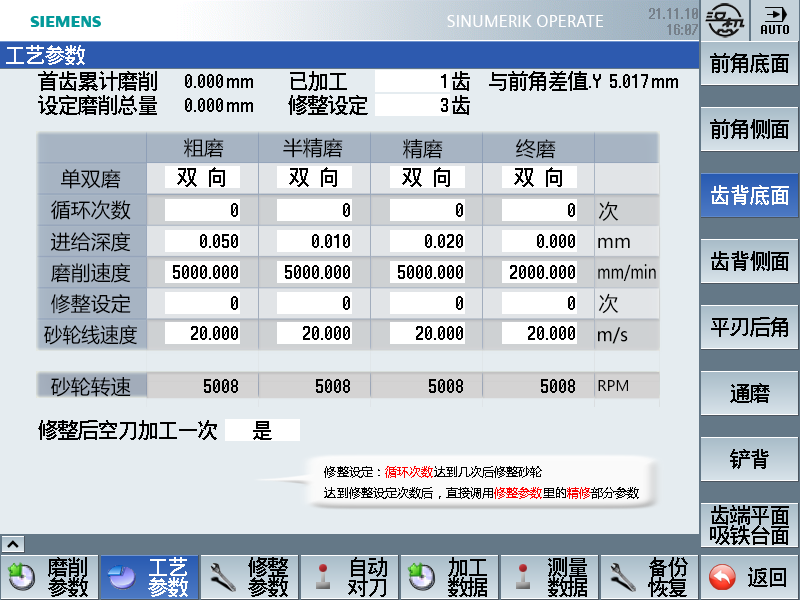 SIEMENS
SINUMERIK OPERATE
21.11.10
16:07
AUTO
工艺参数
首齿累计磨削 0.000mm 已加工 1齿 与前角差值.Y 5.017mm
设定磨削总量 0.000mm 修整设定 3齿
粗磨 半精磨 精磨 终磨
单双磨 双 向 双 向 双 向 双 向
循环次数 0 0 0 0 次
进给深度 0.050 0.010 0.020 0.000 mm
磨削速度 5000.000 5000.000 5000.000 2000.000 mm/min
修整设定 0 0 0 0 次
砂轮线速度 20.000 20.000 20.000 20.000 m/s
砂轮转速 5008 5008 5008 5008 RPM
修整后空刀加工一次 是
修整设定：循环次数达到几次后修整砂轮
达到修整设定次数后，直接调用修整参数里的精修部分参数
前角底面
前角侧面
齿背底面
齿背侧面
平刃后角
通磨
铲背
齿端平面
吸铁台面
磨削
参数
工艺
参数
修整
参数
自动
对刀
加工
数据
测量
数据
备份
恢复
返回